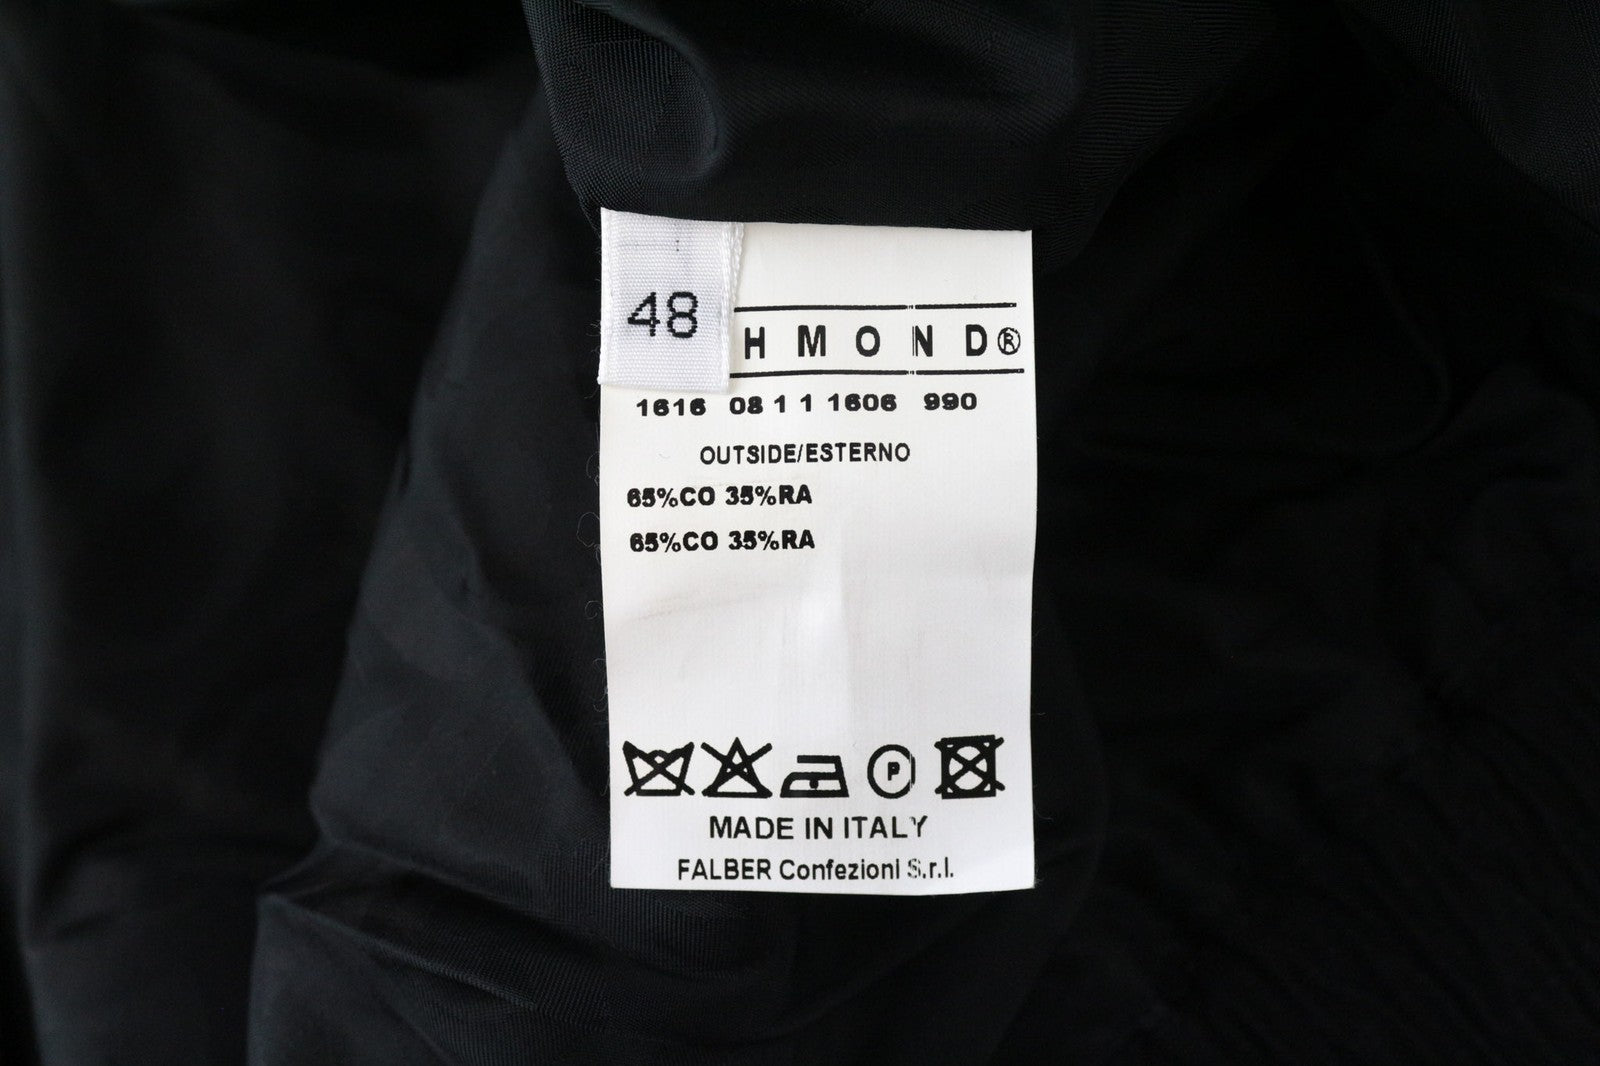 48
HMOND®
1616 08 1 1 1606 990
OUTSIDE/ESTERNO
65%CO 35%RA
65%CO 35%RA
P
MADE IN ITALY
FALBER Confezioni S.r.l.